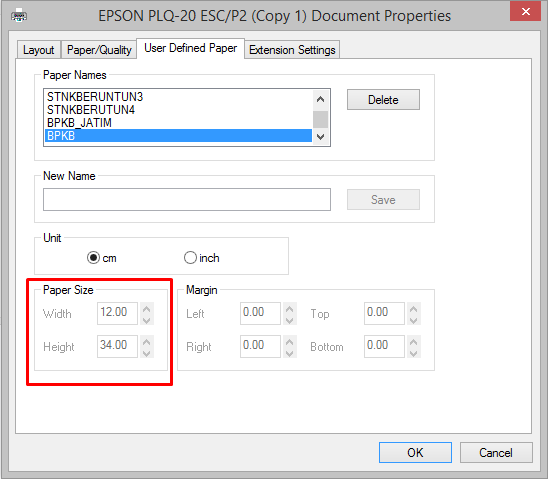 EPSON PLQ-20 ESC/P2 (Copy 1) Document Properties
Layout Paper/Quality User Defined Paper Extension Settings
Paper Names
STNKBERUNTUN3
STNKBERUTUN4
BPKB_JATIM
BPKB
Delete
New Name
Save
Unit
cm inch
Paper Size Margin
Width 12.00 Left 0.00 Top 0.00
Height 34.00 Right 0.00 Bottom 0.00
OK Cancel